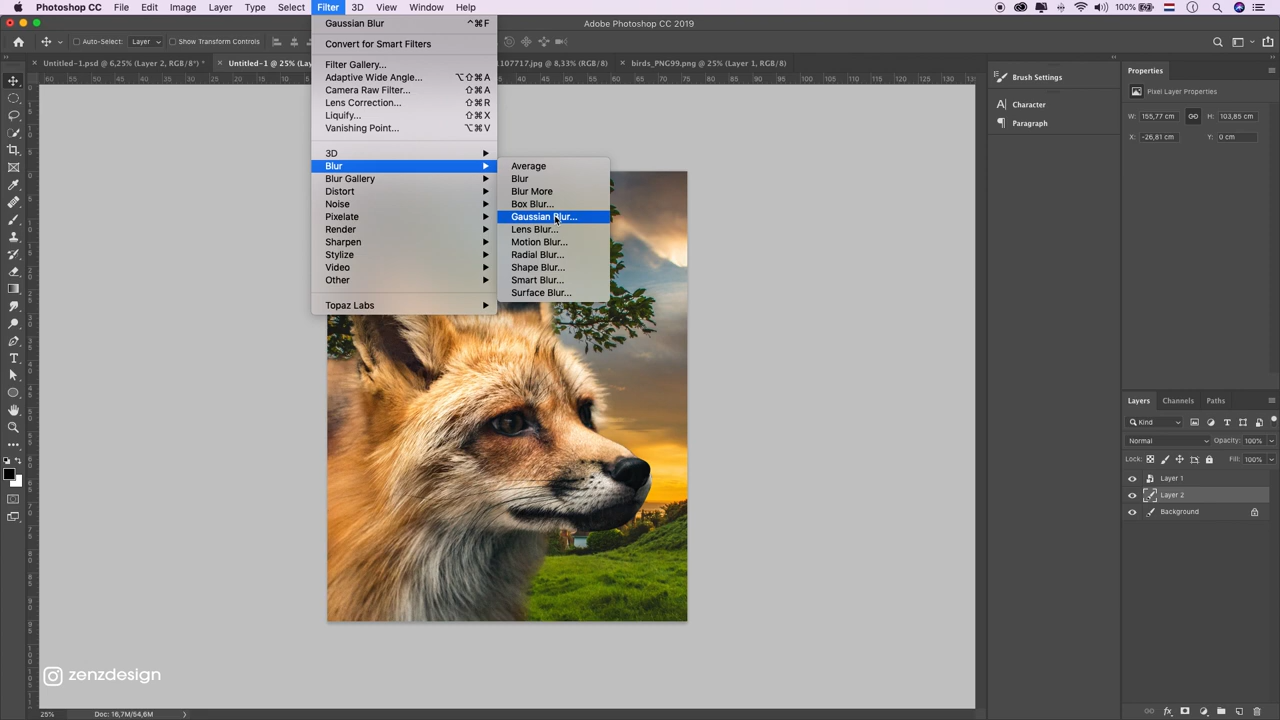 Photoshop CC File Edit Image Layer Type Select Filter 3D View Window Help 100%
Adobe Photoshop CC 2019
Auto-Select: Layer Show Transform Controls
Untitled-1.psd @ 6,25% (Layer 2, RGB/8*) * Untitled-1 @ 25% (Lay 1107717.jpg @ 8,33% (RGB/8) birds_PNG99.png @ 25% (Layer 1, RGB/8)
Gaussian Blur ^⌘F
Convert for Smart Filters
Filter Gallery...
Adaptive Wide Angle... ⌥⇧⌘A
Camera Raw Filter... ⇧⌘A
Lens Correction... ⇧⌘R
Liquify... ⇧⌘X
Vanishing Point... ⌥⌘V
3D
Blur
Blur Gallery
Distort
Noise
Pixelate
Render
Sharpen
Stylize
Video
Other
Topaz Labs
Average
Blur
Blur More
Box Blur...
Gaussian Blur...
Lens Blur...
Motion Blur...
Radial Blur...
Shape Blur...
Smart Blur...
Surface Blur...
Brush Settings
Character
Paragraph
Properties
Pixel Layer Properties
W: 155,77 cm H: 103,85 cm
X: -26,81 cm Y: 0 cm
Layers Channels Paths
Kind
Normal Opacity: 100%
Lock: Fill: 100%
Layer 1
Layer 2
Background
zenzdesign
25% Doc: 16,7M/54,6M